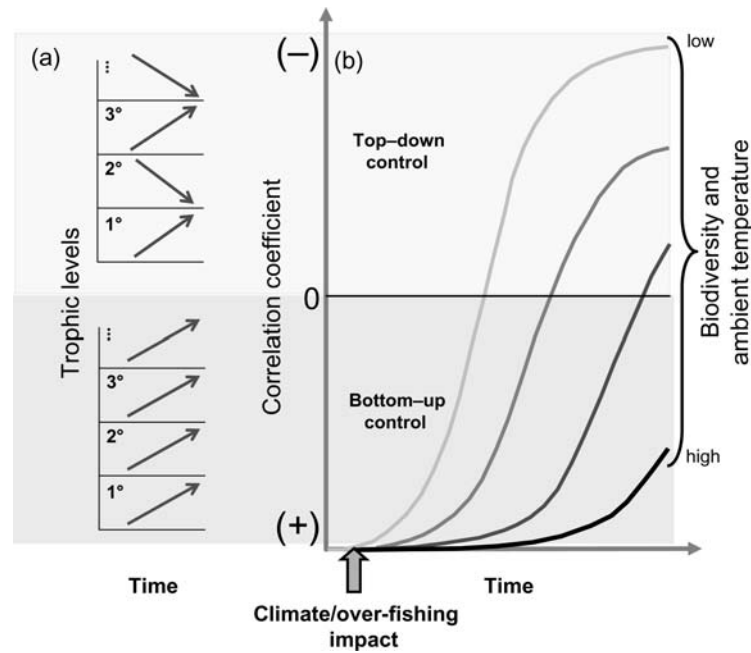 (a)
...
3°
2°
1°
...
3°
2°
1°
Trophic levels
Time
(b)
(–)
0
(+)
Correlation coefficient
Top–down
control
Bottom–up
control
low
high
Biodiversity and
ambient temperature
Time
Climate/over-fishing
impact